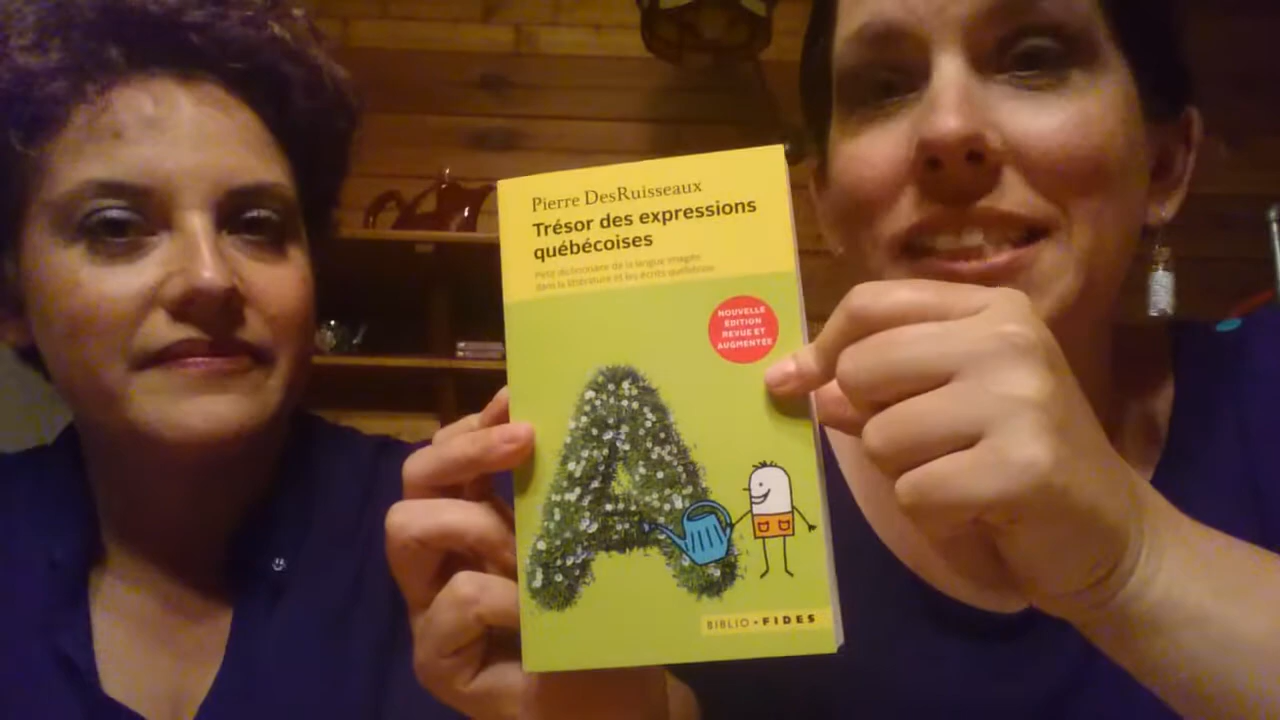 Pierre DesRuisseaux
Trésor des expressions
québécoises
Petit dictionnaire de la langue imagée
dans la littérature et les écrits québécois
NOUVELLE
ÉDITION
REVUE ET
AUGMENTÉE
BIBLIO • FIDES